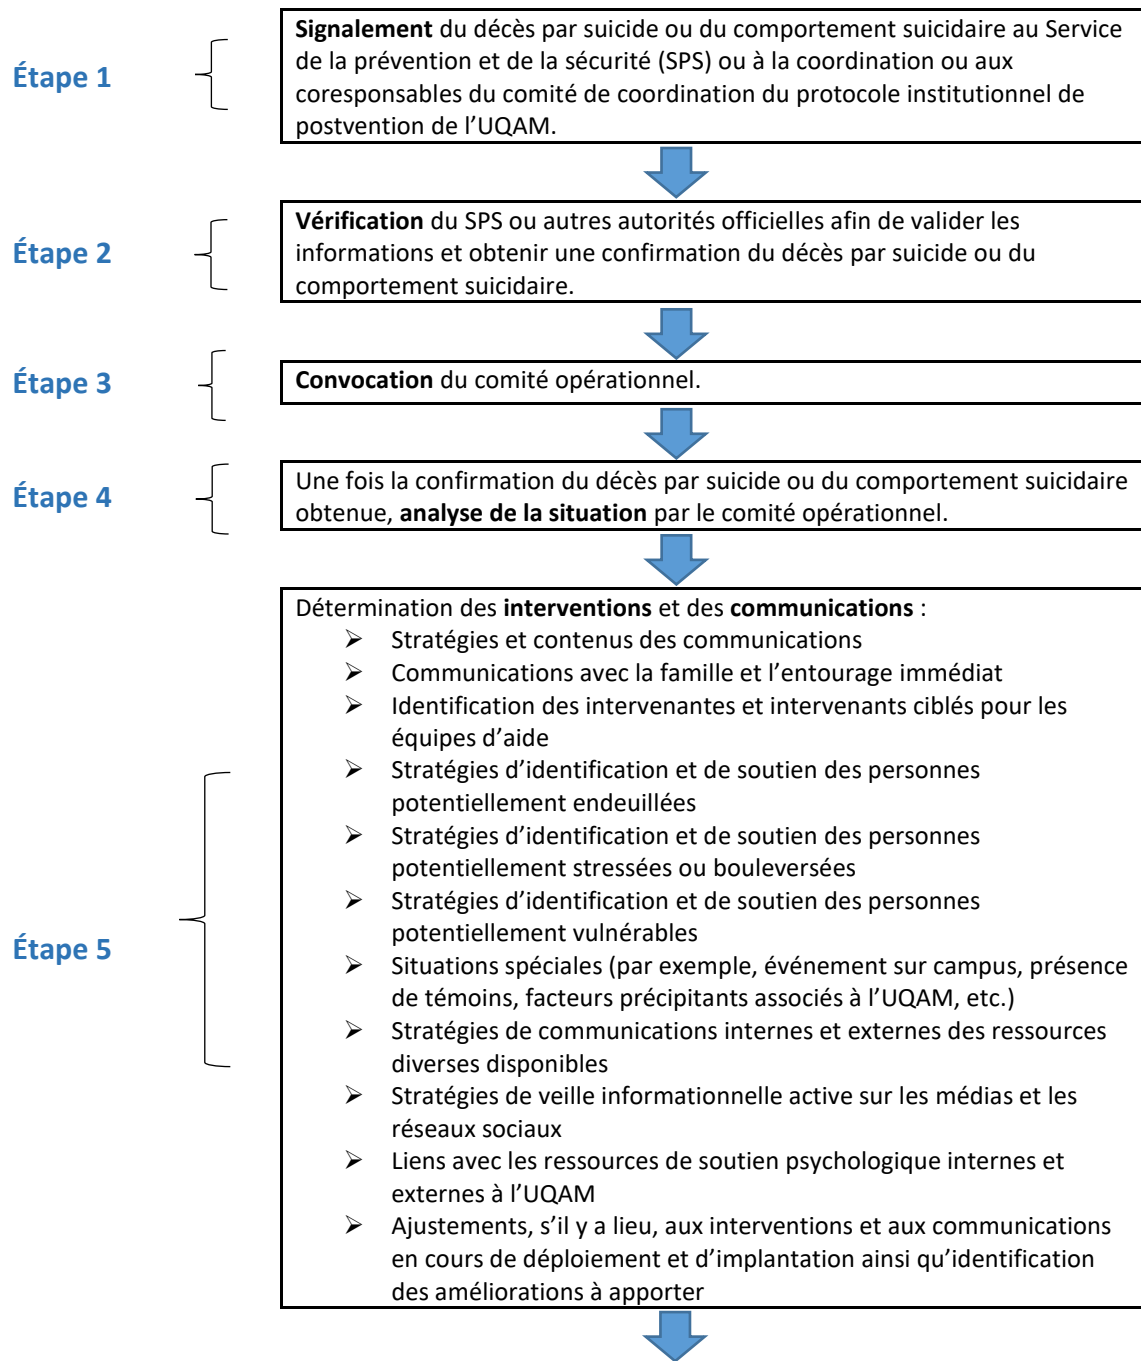 Étape 1
Signalement du décès par suicide ou du comportement suicidaire au Service
de la prévention et de la sécurité (SPS) ou à la coordination ou aux
coresponsables du comité de coordination du protocole institutionnel de
postvention de l’UQAM.
Étape 2
Vérification du SPS ou autres autorités officielles afin de valider les
informations et obtenir une confirmation du décès par suicide ou du
comportement suicidaire.
Étape 3
Convocation du comité opérationnel.
Étape 4
Une fois la confirmation du décès par suicide ou du comportement suicidaire
obtenue, analyse de la situation par le comité opérationnel.
Étape 5
Détermination des interventions et des communications :
➢ Stratégies et contenus des communications
➢ Communications avec la famille et l’entourage immédiat
➢ Identification des intervenantes et intervenants ciblés pour les
équipes d’aide
➢ Stratégies d’identification et de soutien des personnes
potentiellement endeuillées
➢ Stratégies d’identification et de soutien des personnes
potentiellement stressées ou bouleversées
➢ Stratégies d’identification et de soutien des personnes
potentiellement vulnérables
➢ Situations spéciales (par exemple, événement sur campus, présence
de témoins, facteurs précipitants associés à l’UQAM, etc.)
➢ Stratégies de communications internes et externes des ressources
diverses disponibles
➢ Stratégies de veille informationnelle active sur les médias et les
réseaux sociaux
➢ Liens avec les ressources de soutien psychologique internes et
externes à l’UQAM
➢ Ajustements, s’il y a lieu, aux interventions et aux communications
en cours de déploiement et d’implantation ainsi qu’identification
des améliorations à apporter